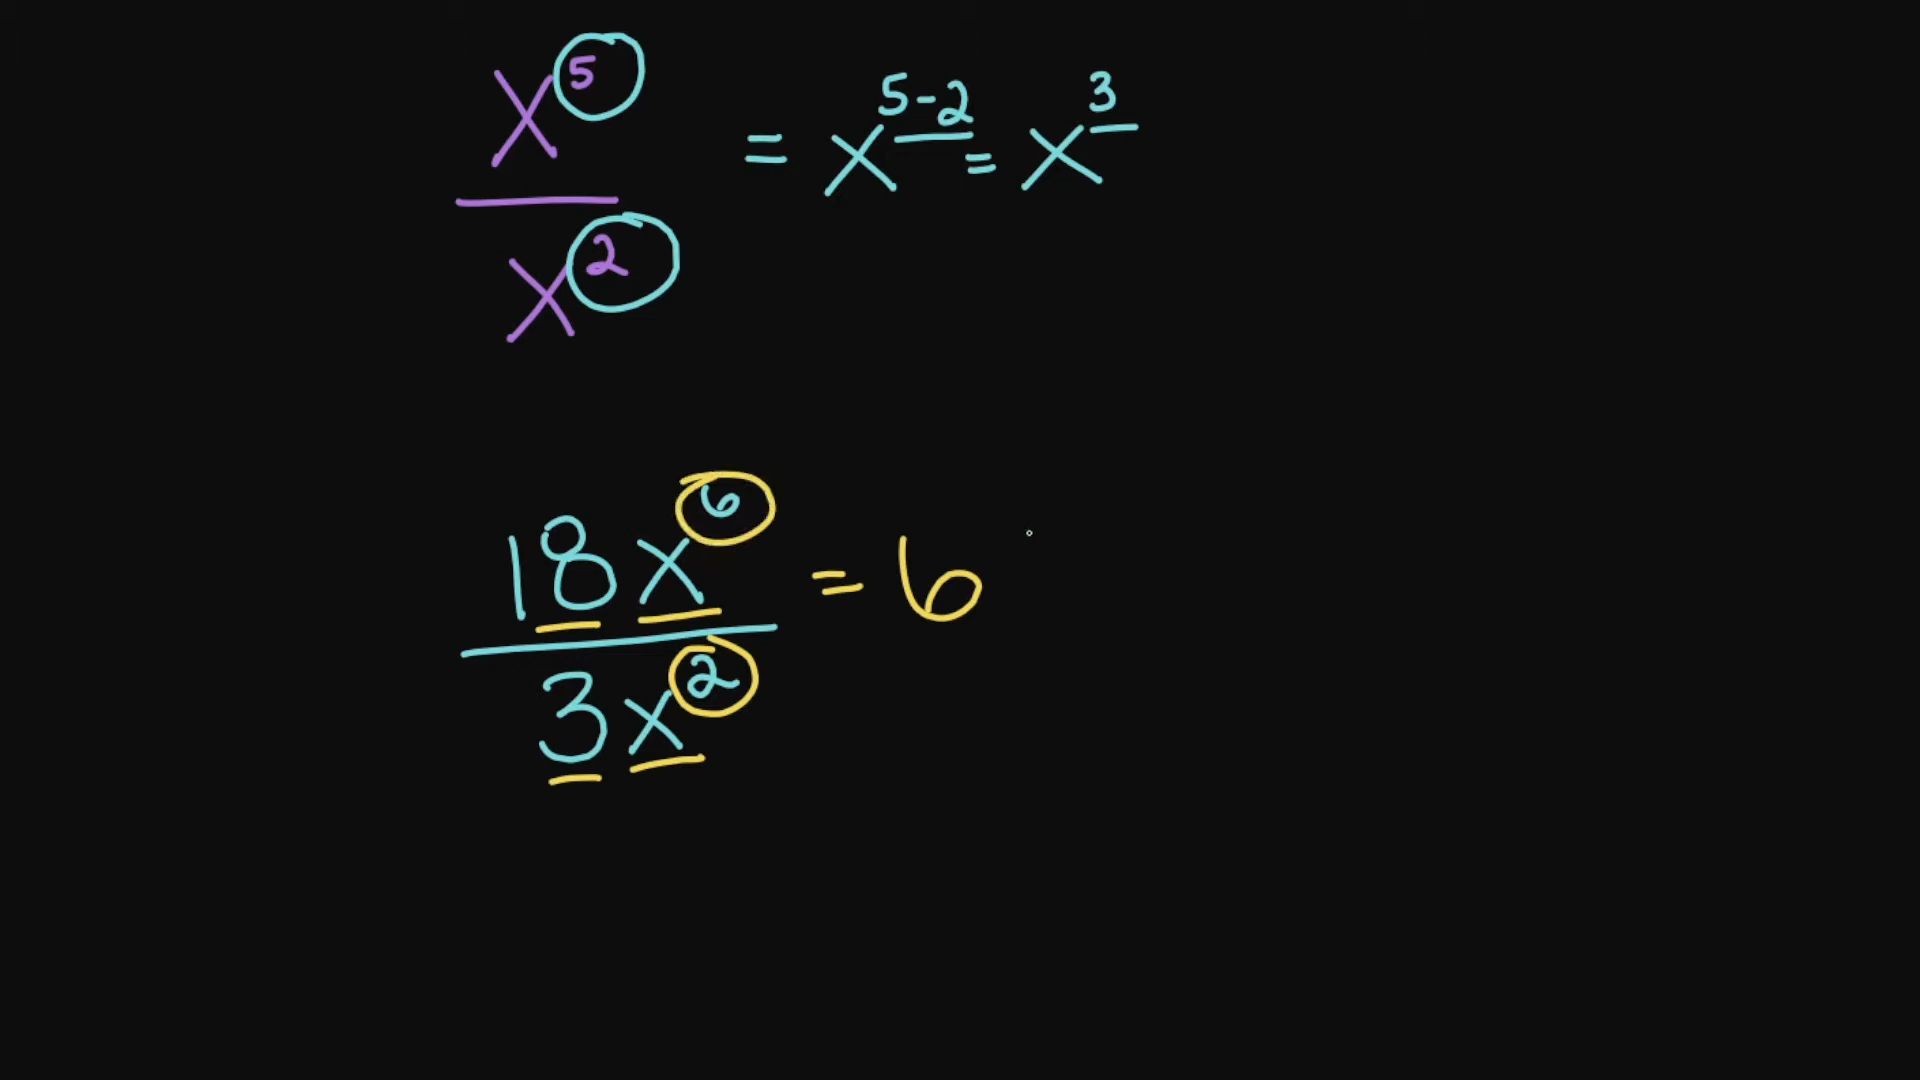 x^5 / x^2 = x^{5-2} = x^3
18x^6 / 3x^2 = 6